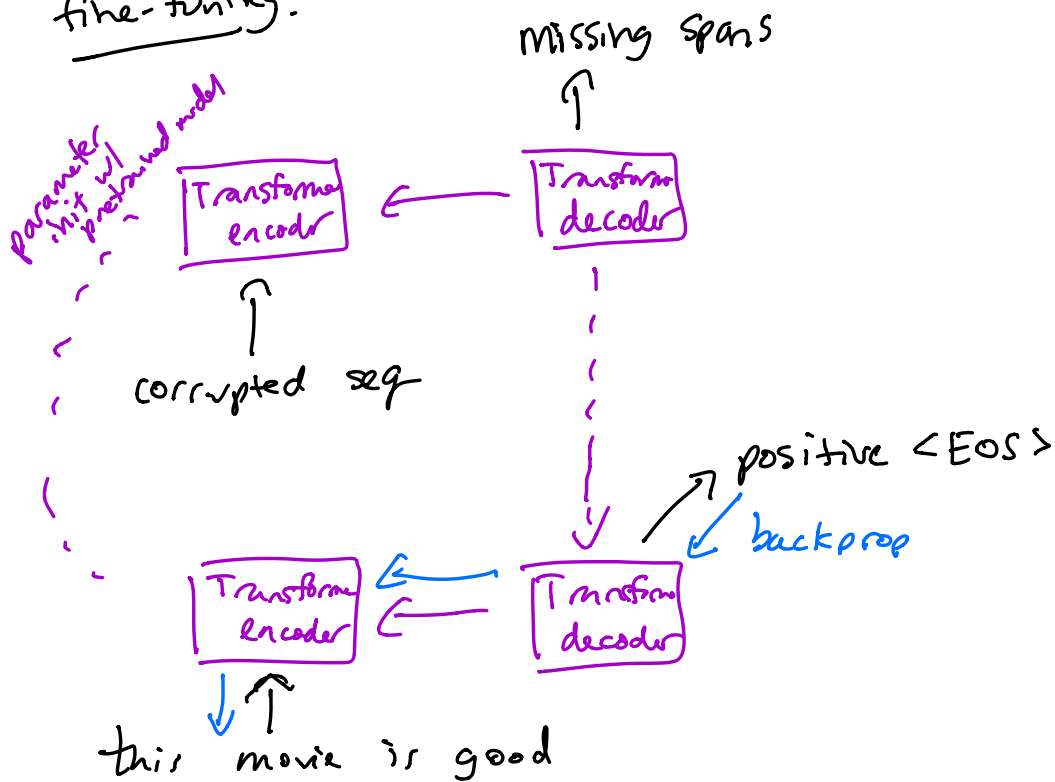 fine-tuning:
missing spans
parameter
init w/
pretrained model
Transformer
encoder
Transformer
decoder
corrupted seq
positive <EOS>
backprop
Transformer
encoder
Transformer
decoder
this movie is good